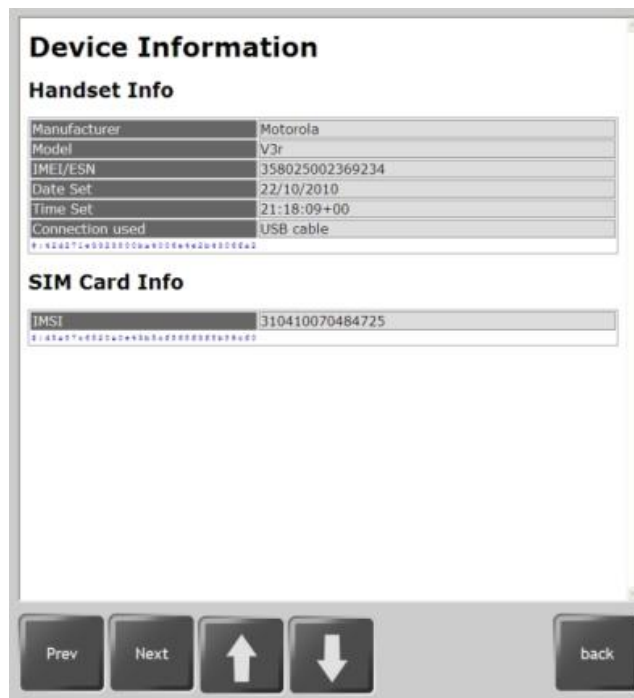 Device Information
Handset Info
Manufacturer Motorola
Model V3r
IMEI/ESN 358025002369234
Date Set 22/10/2010
Time Set 21:18:09+00
Connection used USB cable
SIM Card Info
IMSI 310410070484725
Prev Next back